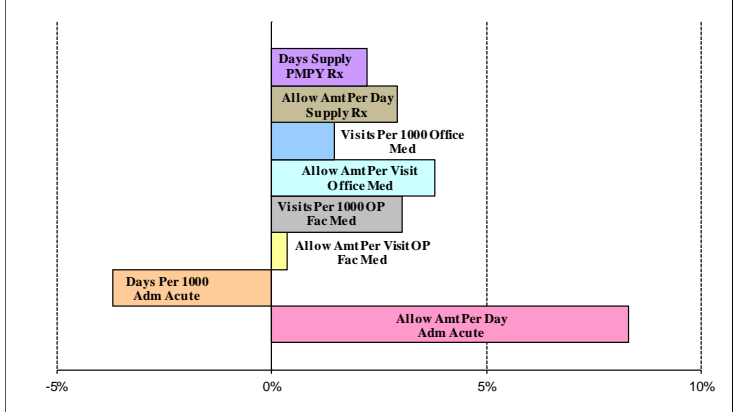 Days Supply
PMPY Rx
Allow Amt Per Day
Supply Rx
Visits Per 1000 Office
Med
Allow Amt Per Visit
Office Med
Visits Per 1000 OP
Fac Med
Allow Amt Per Visit OP
Fac Med
Days Per 1000
Adm Acute
Allow Amt Per Day
Adm Acute
-5% 0% 5% 10%